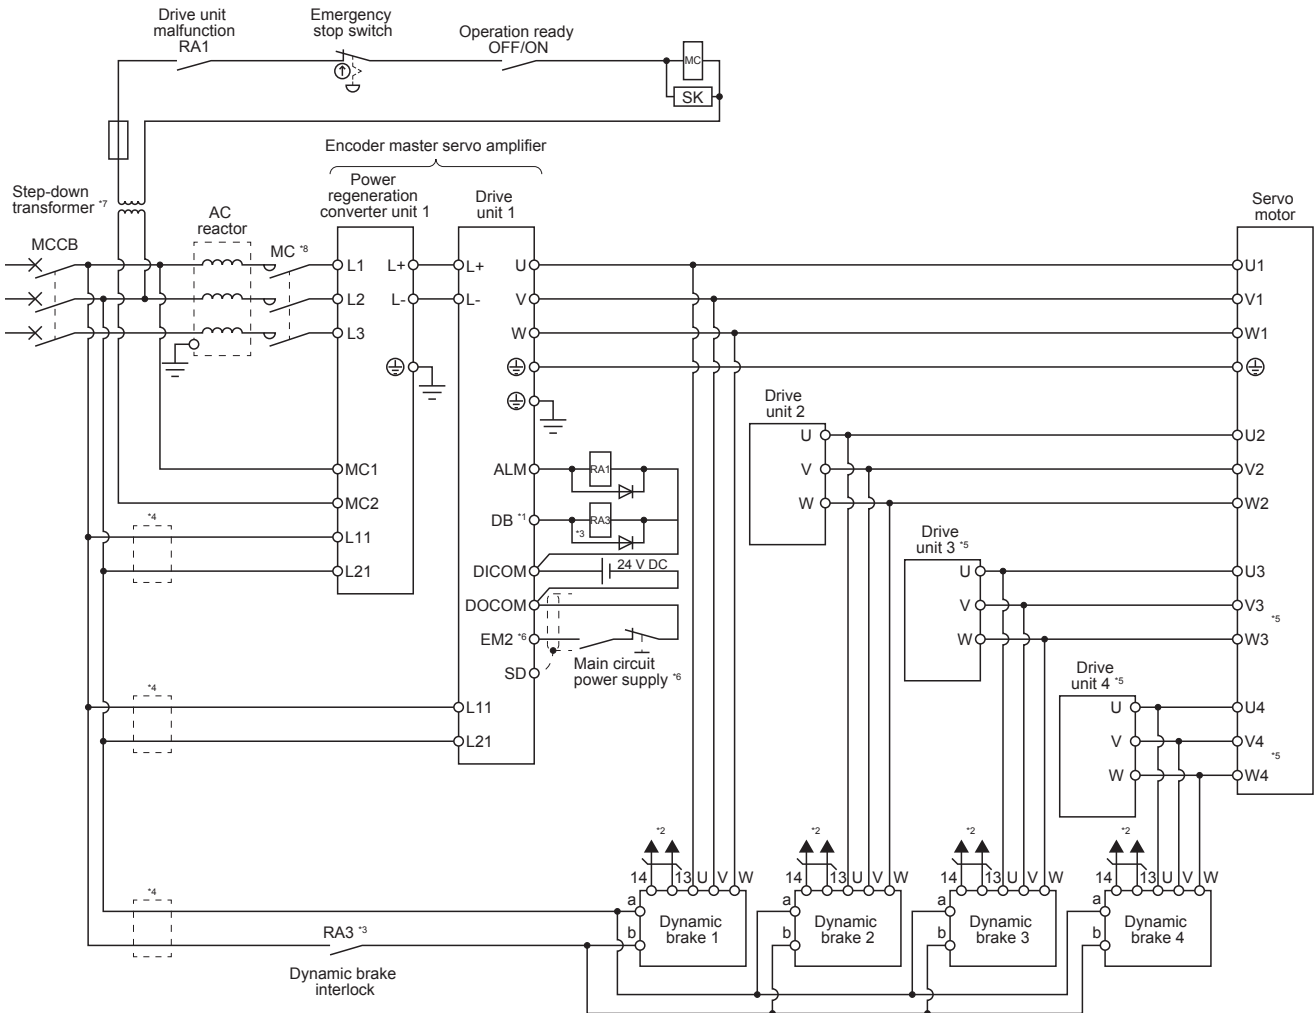 Drive unit
malfunction
RA1
Emergency
stop switch
Operation ready
OFF/ON
MC
SK
Encoder master servo amplifier
Step-down
transformer *7
Power
regeneration
converter unit 1
Drive
unit 1
Servo
motor
AC
reactor
MCCB
MC *8
L1 L+ L+ U U1
L2 L- L- V V1
L3 W W1
Drive
unit 2
U U2
ALM RA1
MC1 V V2
MC2 W W2
*4
DB *1 RA3
*3
Drive
unit 3 *5
L11
L21 DICOM 24 V DC U U3
DOCOM V V3
*5
EM2 *6 W W3
Main circuit
power supply *6
SD
Drive
unit 4 *5
*4
L11 U U4
L21 V V4
*5
W W4
*2 *2 *2 *2
14 13 U V W 14 13 U V W 14 13 U V W 14 13 U V W
*4
a a a a
Dynamic
brake 1
Dynamic
brake 2
Dynamic
brake 3
Dynamic
brake 4
b b b b
RA3 *3
Dynamic brake
interlock